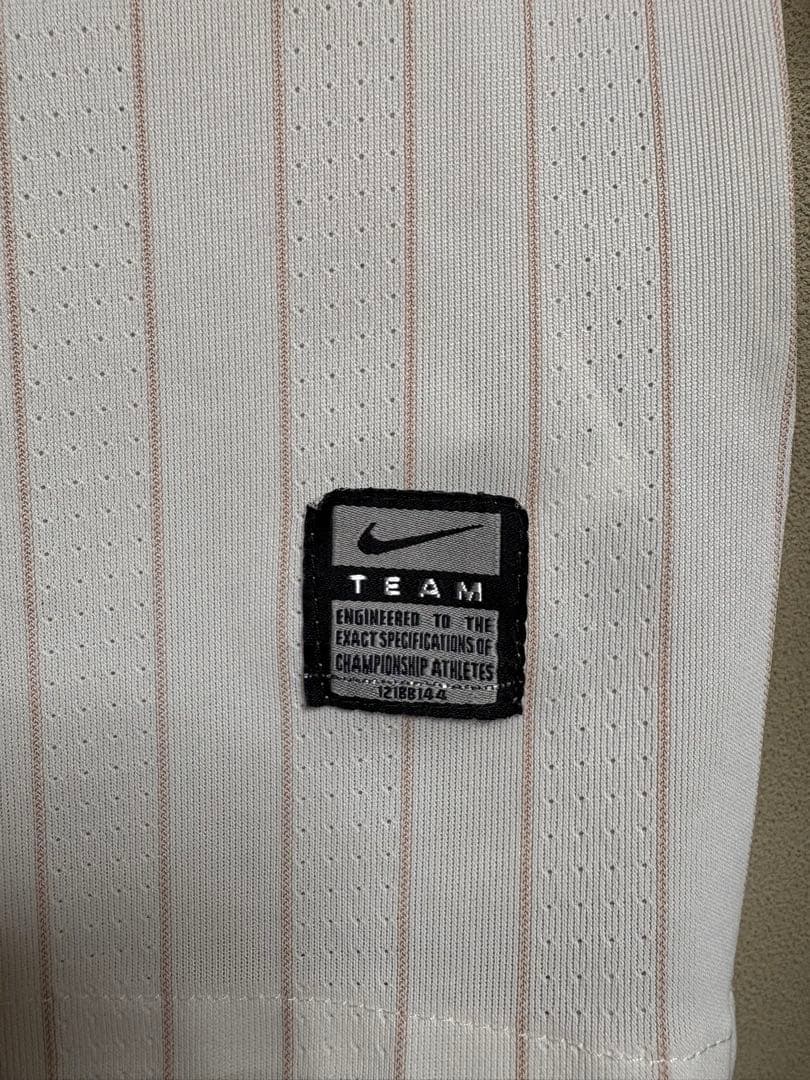 TEAM
ENGINEERED TO THE
EXACT SPECIFICATIONS OF
CHAMPIONSHIP ATHLETES
121BB144